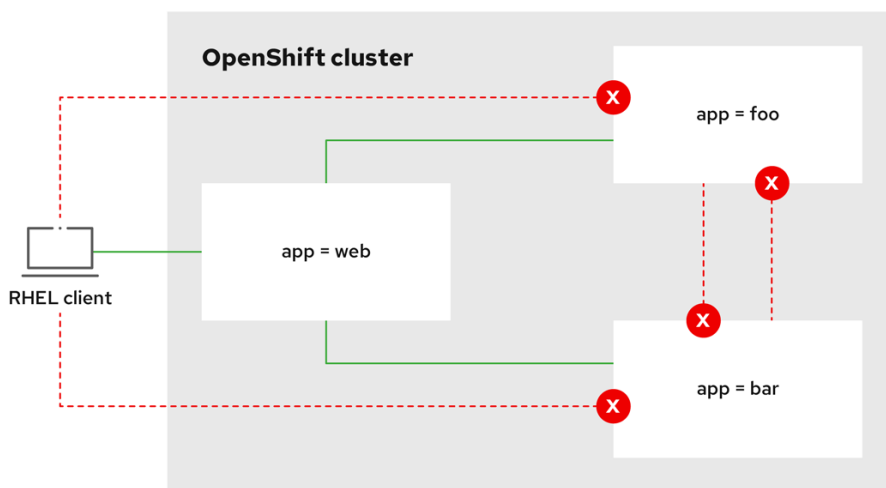 OpenShift cluster
X
app = foo
X
app = web
RHEL client
X
app = bar
X